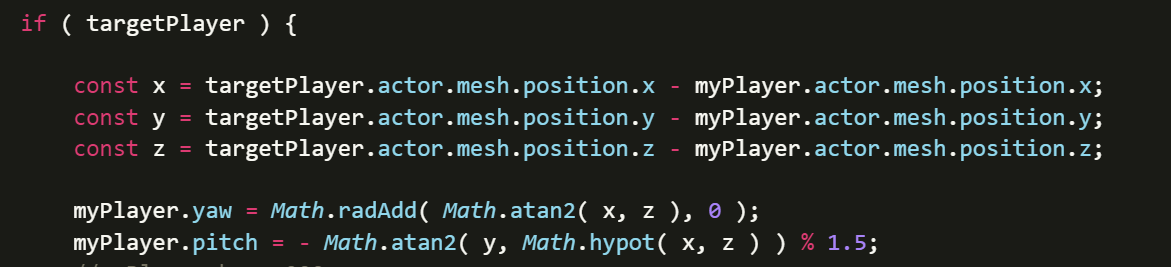 if ( targetPlayer ) {
const x = targetPlayer.actor.mesh.position.x - myPlayer.actor.mesh.position.x;
const y = targetPlayer.actor.mesh.position.y - myPlayer.actor.mesh.position.y;
const z = targetPlayer.actor.mesh.position.z - myPlayer.actor.mesh.position.z;
myPlayer.yaw = Math.radAdd( Math.atan2( x, z ), 0 );
myPlayer.pitch = - Math.atan2( y, Math.hypot( x, z ) ) % 1.5;